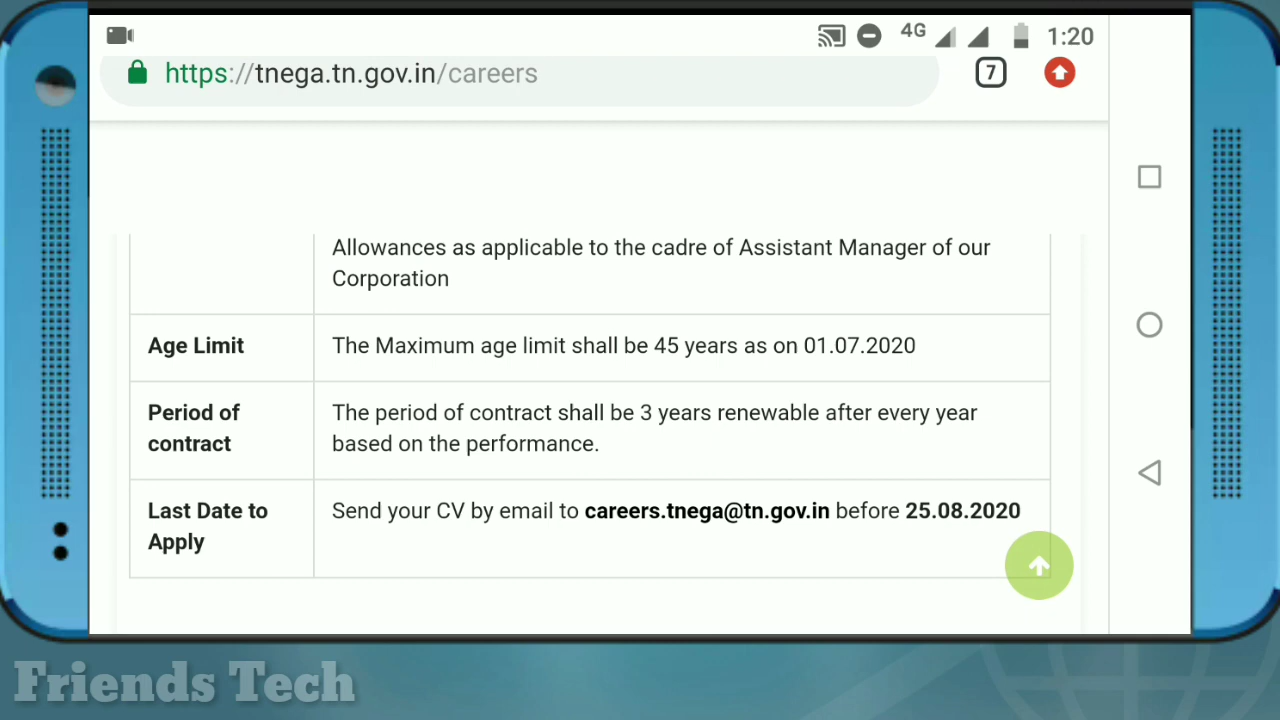 4G 1:20
https://tnega.tn.gov.in/careers 7
Allowances as applicable to the cadre of Assistant Manager of our
Corporation
Age Limit The Maximum age limit shall be 45 years as on 01.07.2020
Period of The period of contract shall be 3 years renewable after every year
contract based on the performance.
Last Date to Send your CV by email to careers.tnega@tn.gov.in before 25.08.2020
Apply
Friends Tech